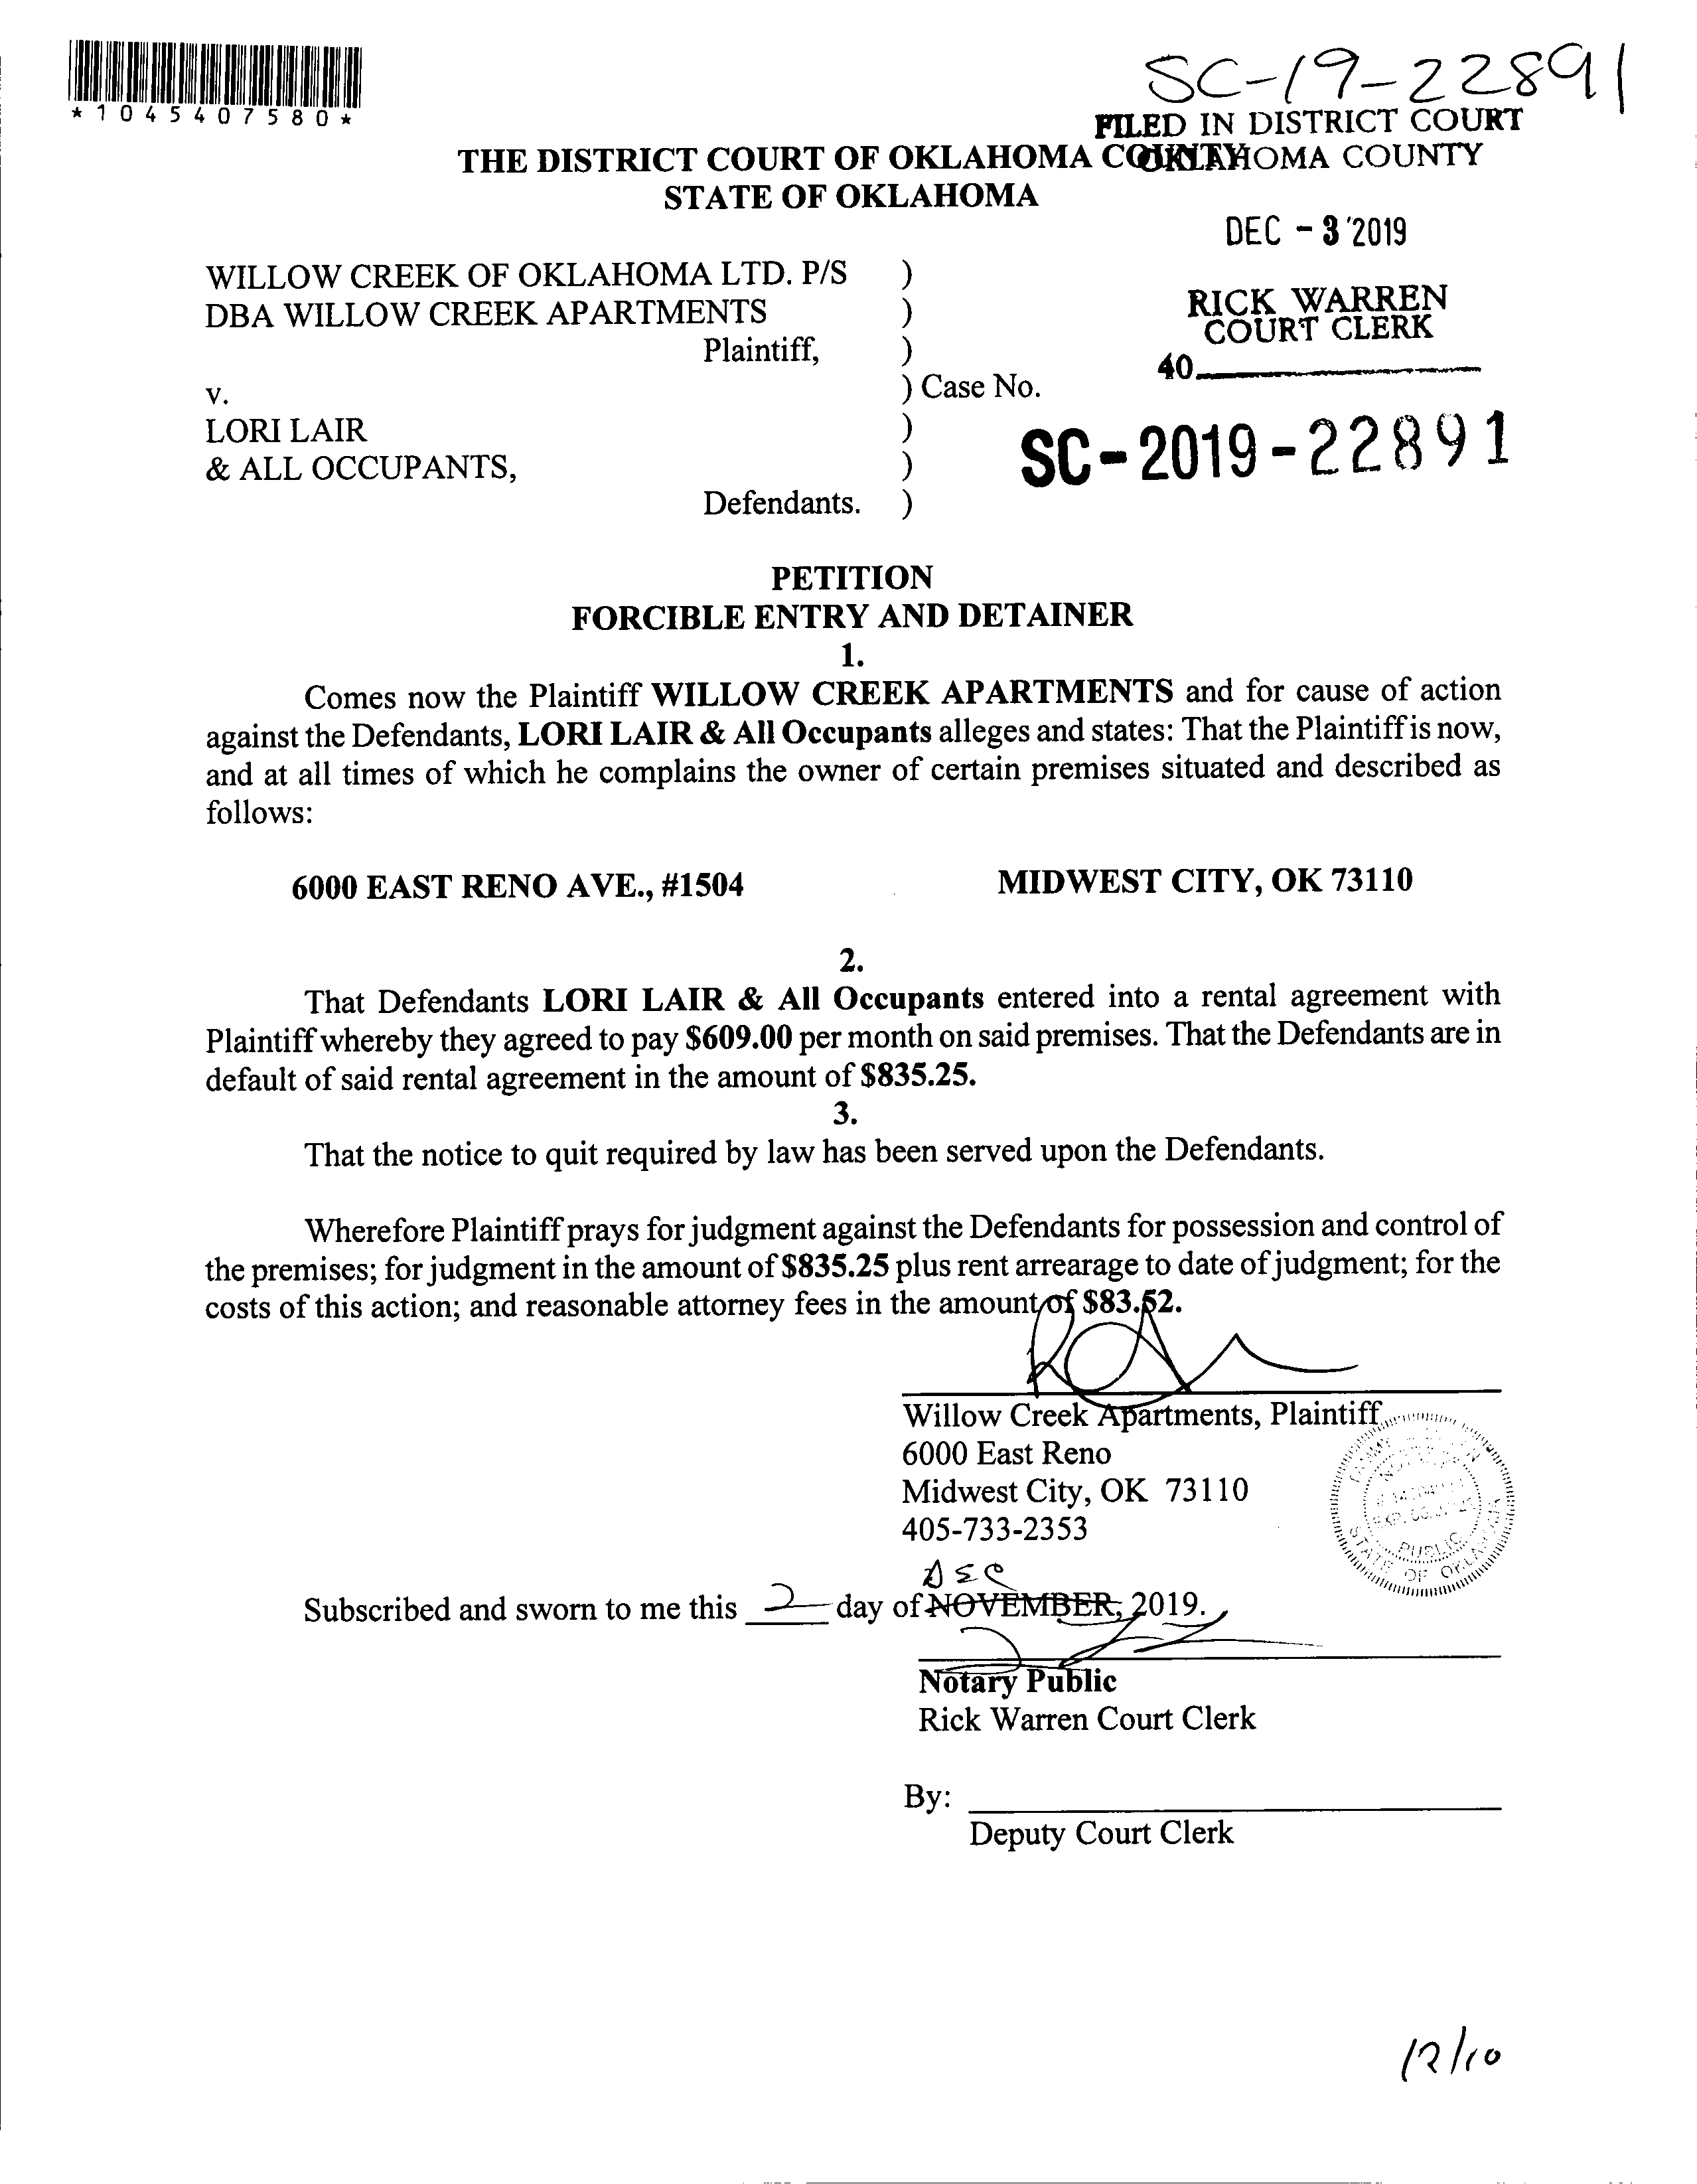 SC-19-22891
*1045407580*
FILED IN DISTRICT COURT
OKLAHOMA COUNTY
THE DISTRICT COURT OF OKLAHOMA COUNTY
STATE OF OKLAHOMA
DEC - 3 '2019
WILLOW CREEK OF OKLAHOMA LTD. P/S )
DBA WILLOW CREEK APARTMENTS )
RICK WARREN
COURT CLERK
Plaintiff, )
40
v. ) Case No.
LORI LAIR )
SC-2019-22891
& ALL OCCUPANTS, )
Defendants. )
PETITION
FORCIBLE ENTRY AND DETAINER
1.
Comes now the Plaintiff WILLOW CREEK APARTMENTS and for cause of action
against the Defendants, LORI LAIR & All Occupants alleges and states: That the Plaintiff is now,
and at all times of which he complains the owner of certain premises situated and described as
follows:
6000 EAST RENO AVE., #1504 MIDWEST CITY, OK 73110
2.
That Defendants LORI LAIR & All Occupants entered into a rental agreement with
Plaintiff whereby they agreed to pay $609.00 per month on said premises. That the Defendants are in
default of said rental agreement in the amount of $835.25.
3.
That the notice to quit required by law has been served upon the Defendants.
Wherefore Plaintiff prays for judgment against the Defendants for possession and control of
the premises; for judgment in the amount of $835.25 plus rent arrearage to date of judgment; for the
costs of this action; and reasonable attorney fees in the amount of $83.52.
Willow Creek Apartments, Plaintiff
6000 East Reno
Midwest City, OK 73110
405-733-2353
PUBLIC
STATE OF OKLAHOMA
DEC
Subscribed and sworn to me this 2 day of NOVEMBER, 2019.
Notary Public
Rick Warren Court Clerk
By:
Deputy Court Clerk
12/10